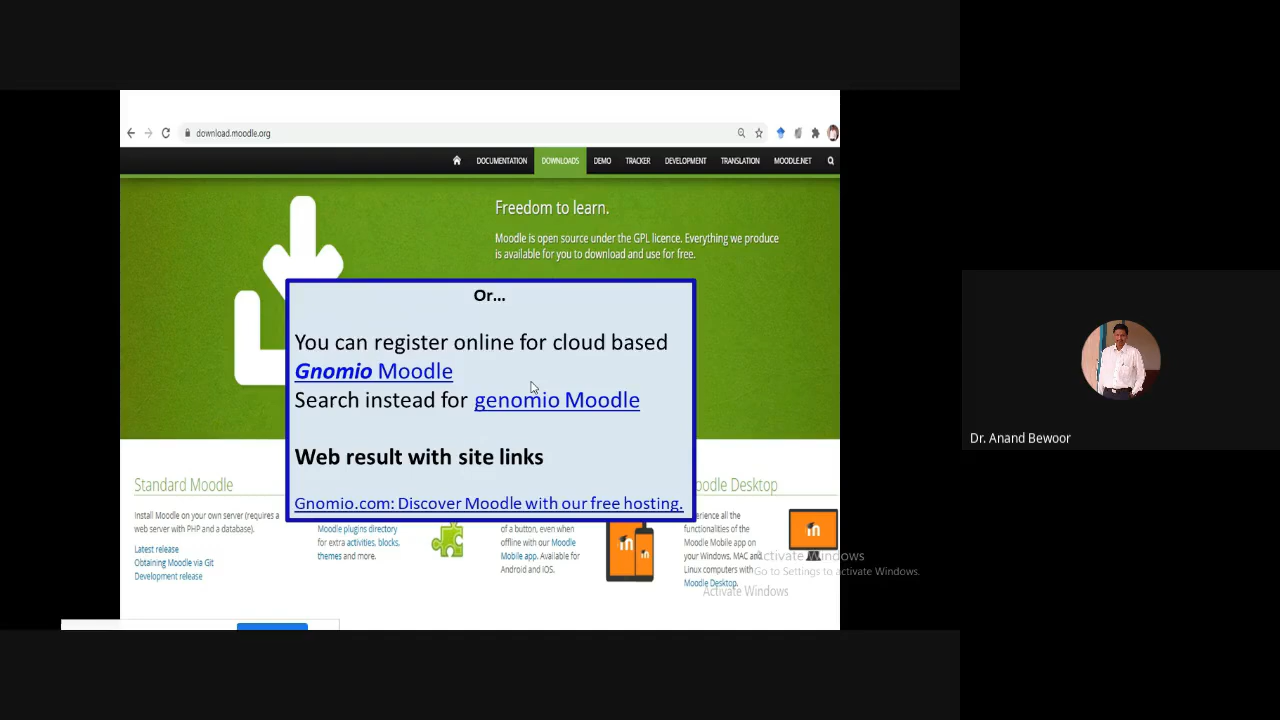 download.moodle.org
DOCUMENTATION DOWNLOADS DEMO TRACKER DEVELOPMENT TRANSLATION MOODLE.NET
Freedom to learn.
Moodle is open source under the GPL licence. Everything we produce
is available for you to download and use for free.
Or...
You can register online for cloud based
Gnomio Moodle
Search instead for genomio Moodle
Web result with site links
Gnomio.com: Discover Moodle with our free hosting.
Standard Moodle
Install Moodle on your own server (requires a
web server with PHP and a database).
Latest release
Obtaining Moodle via Git
Development release
Moodle plugins directory
for extra activities, blocks,
themes and more.
of a button, even when
offline with our Moodle
Mobile app. Available for
Android and iOS.
Desktop
all the
functionalities of the
Moodle Mobile app on
your Windows, MAC and
Linux computers with
Moodle Desktop.
Activate Windows
Go to Settings to activate Windows.
Activate Windows
Dr. Anand Bewoor